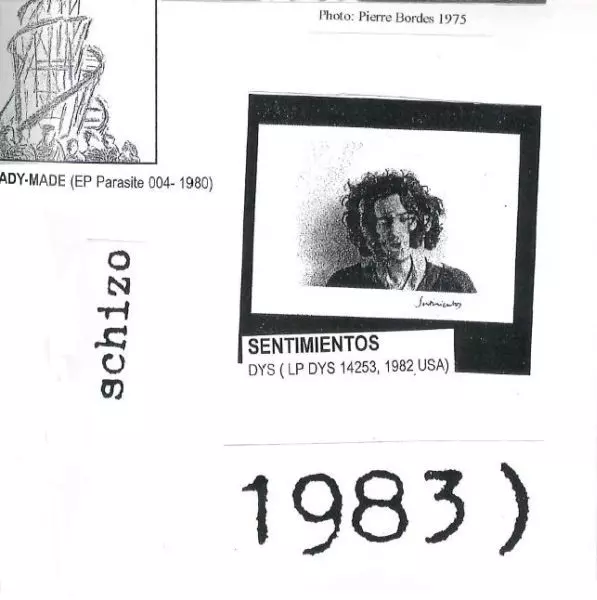 Photo: Pierre Bordes 1975
ADY-MADE (EP Parasite 004- 1980)
schizo
Sentimientos
SENTIMIENTOS
DYS ( LP DYS 14253, 1982 USA)
1983)